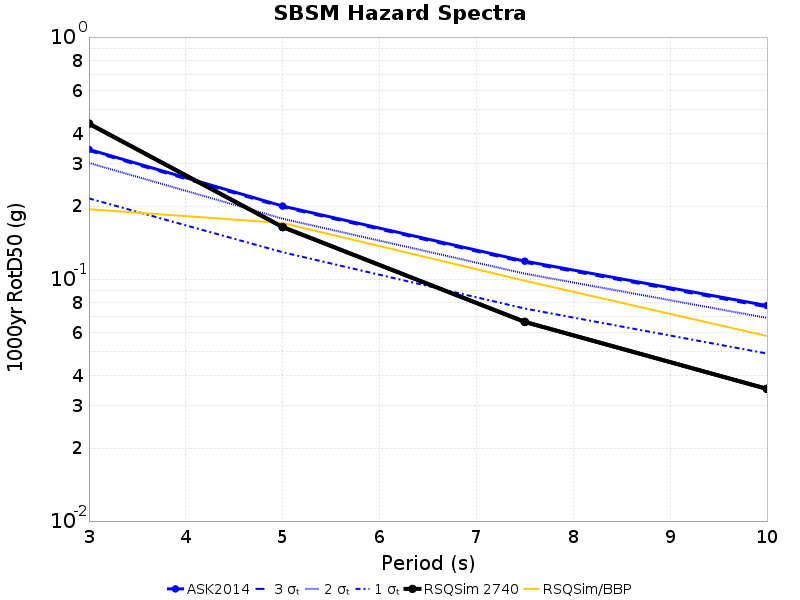 SBSM Hazard Spectra
10^0
8
6
4
3
2
10^-1
8
6
4
3
2
10^-2
1000yr RotD50 (g)
3 4 5 6 7 8 9 10
Period (s)
ASK2014 3 σₜ 2 σₜ 1 σₜ RSQSim 2740 RSQSim/BBP